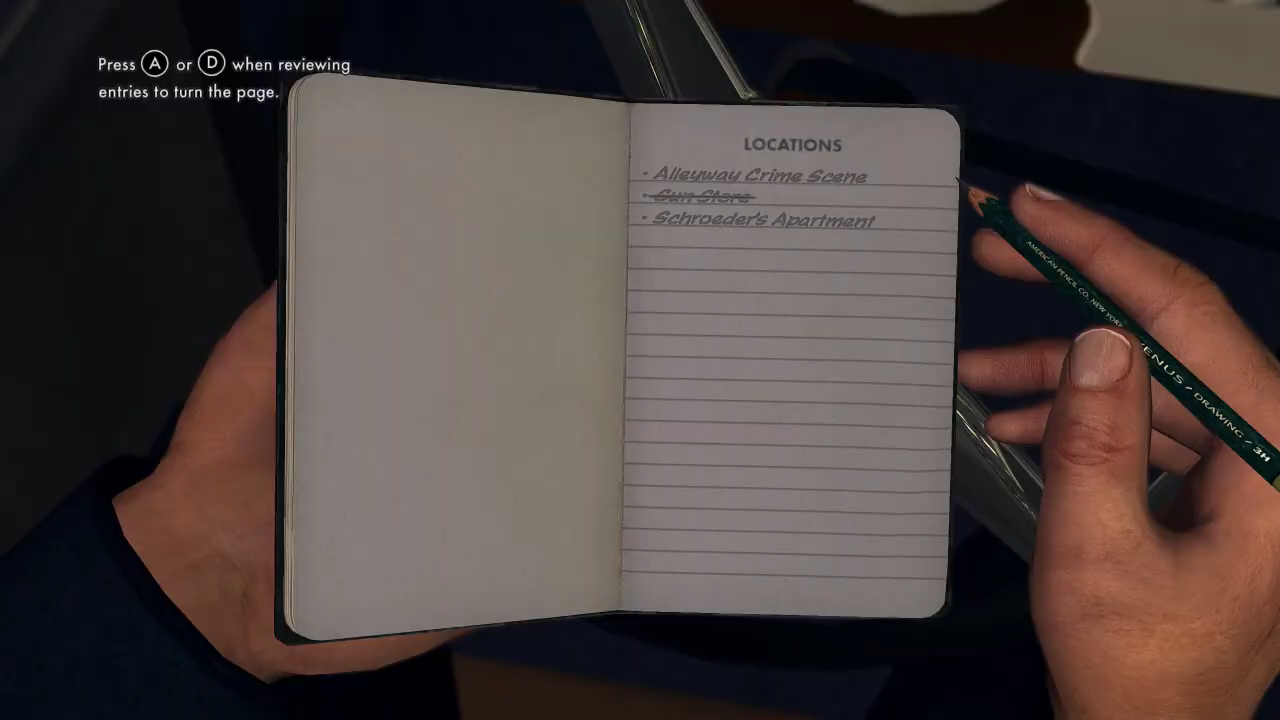 Press A or D when reviewing
entries to turn the page.
LOCATIONS
· Alleyway Crime Scene
· Gun Store
· Schroeder's Apartment
AMERICAN PENCIL CO. NEW YORK
VENUS / DRAWING / 3H